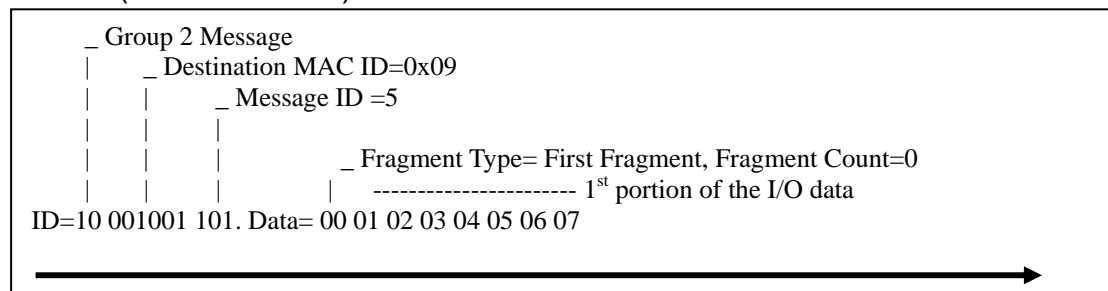 _ Group 2 Message
| _ Destination MAC ID=0x09
| | _ Message ID =5
| | |
| | | _ Fragment Type= First Fragment, Fragment Count=0
| | | | ----------------------- 1st portion of the I/O data
ID=10 001001 101. Data= 00 01 02 03 04 05 06 07